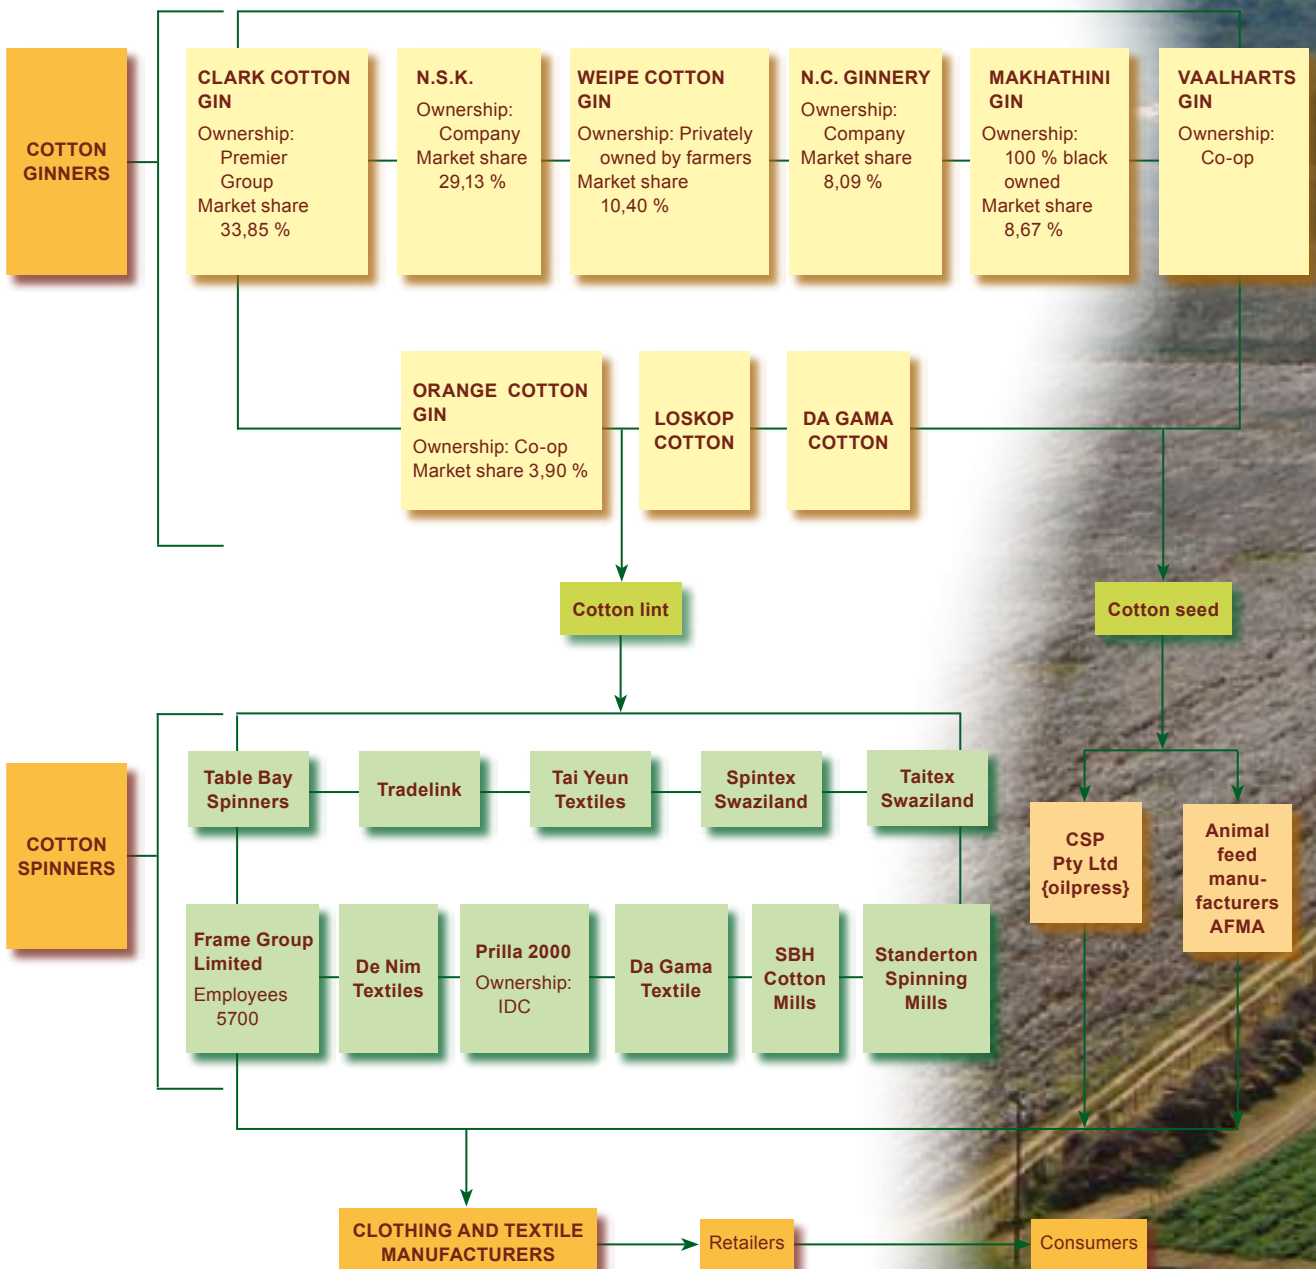 COTTON
GINNERS
CLARK COTTON
GIN
Ownership:
Premier
Group
Market share
33,85 %
N.S.K.
Ownership:
Company
Market share
29,13 %
WEIPE COTTON
GIN
Ownership: Privately
owned by farmers
Market share
10,40 %
N.C. GINNERY
Ownership:
Company
Market share
8,09 %
MAKHATHINI
GIN
Ownership:
100 % black
owned
Market share
8,67 %
VAALHARTS
GIN
Ownership:
Co-op
ORANGE COTTON
GIN
Ownership: Co-op
Market share 3,90 %
LOSKOP
COTTON
DA GAMA
COTTON
Cotton lint
Cotton seed
COTTON
SPINNERS
Table Bay
Spinners
Tradelink
Tai Yeun
Textiles
Spintex
Swaziland
Taitex
Swaziland
Frame Group
Limited
Employees
5700
De Nim
Textiles
Prilla 2000
Ownership:
IDC
Da Gama
Textile
SBH
Cotton
Mills
Standerton
Spinning
Mills
CSP
Pty Ltd
{oilpress}
Animal
feed
manu-
facturers
AFMA
CLOTHING AND TEXTILE
MANUFACTURERS
Retailers
Consumers